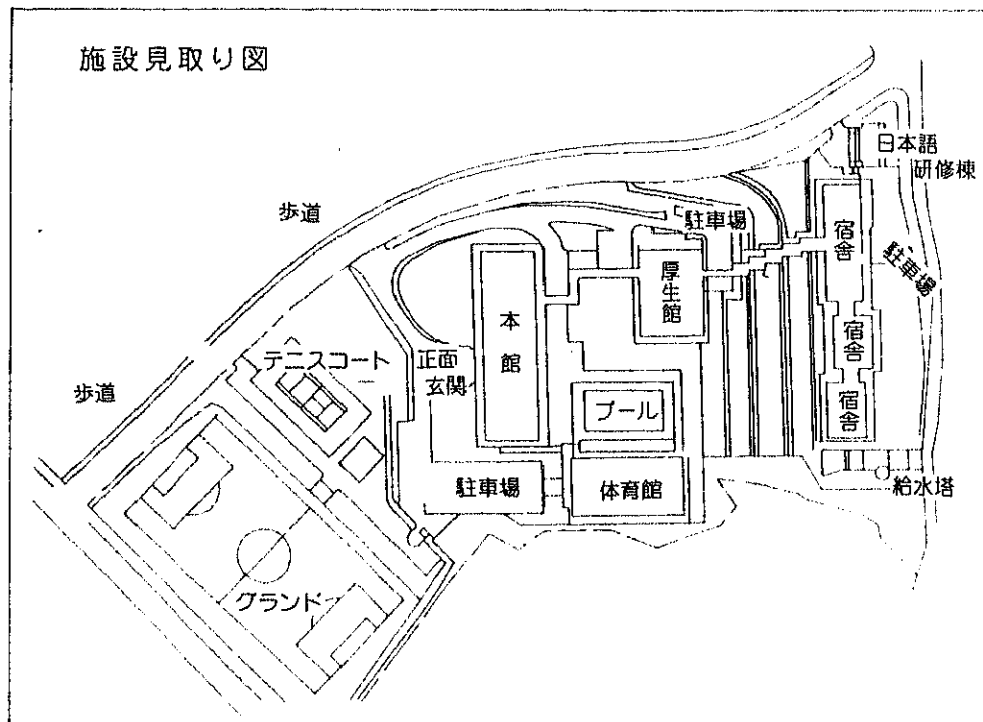 施設見取り図
日本語
研修棟
歩道
駐車場
宿舎
厚生館
駐車場
本館
宿舎
テニスコート
正面
玄関
歩道
宿舎
プール
駐車場
体育館
給水塔
グランド